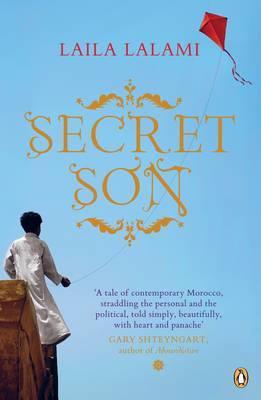 LAILA LALAMI
SECRET
SON
‘A tale of contemporary Morocco,
straddling the personal and the
political, told simply, beautifully,
with heart and panache’
GARY SHTEYNGART,
author of Absurdistan